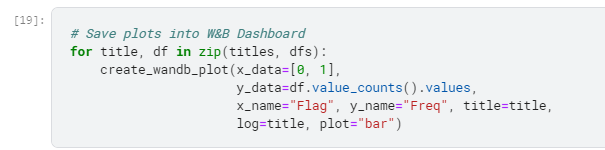 [19]:
# Save plots into W&B Dashboard
for title, df in zip(titles, dfs):
    create_wandb_plot(x_data=[0, 1],
                      y_data=df.value_counts().values,
                      x_name="Flag", y_name="Freq", title=title,
                      log=title, plot="bar")